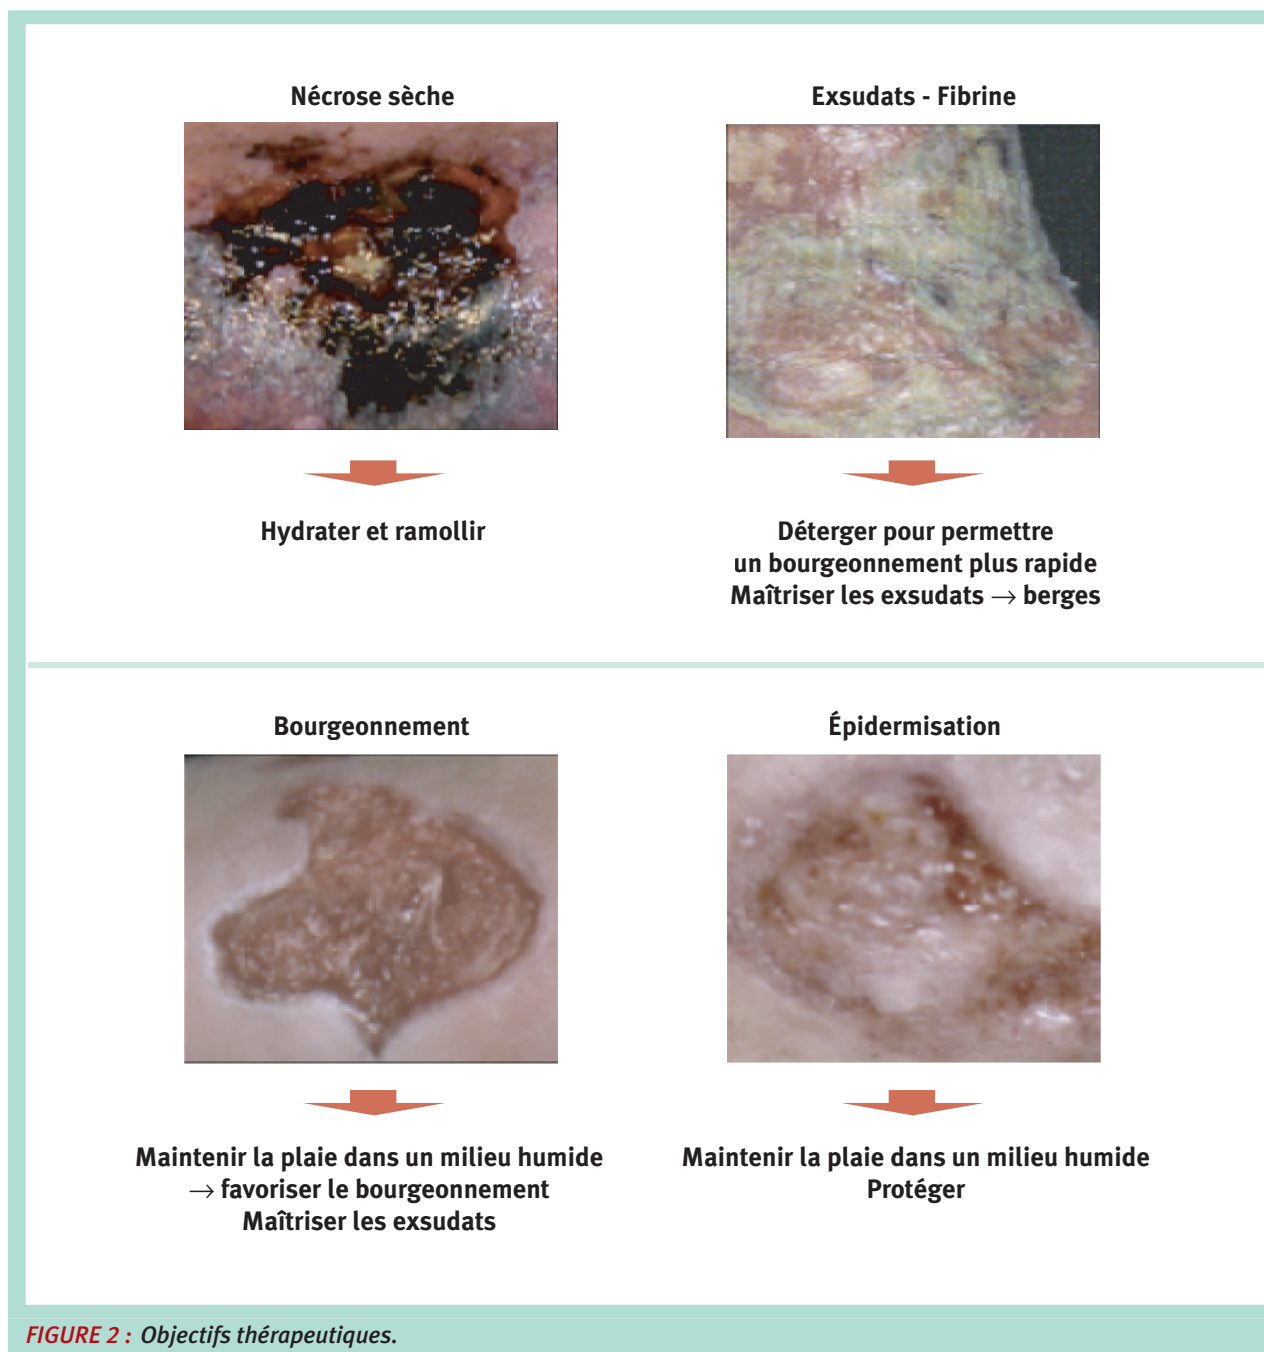 Nécrose sèche
Exsudats - Fibrine
Hydrater et ramollir
Déterger pour permettre
un bourgeonnement plus rapide
Maîtriser les exsudats → berges
Bourgeonnement
Épidermisation
Maintenir la plaie dans un milieu humide
→ favoriser le bourgeonnement
Maîtriser les exsudats
Maintenir la plaie dans un milieu humide
Protéger
FIGURE 2 : Objectifs thérapeutiques.